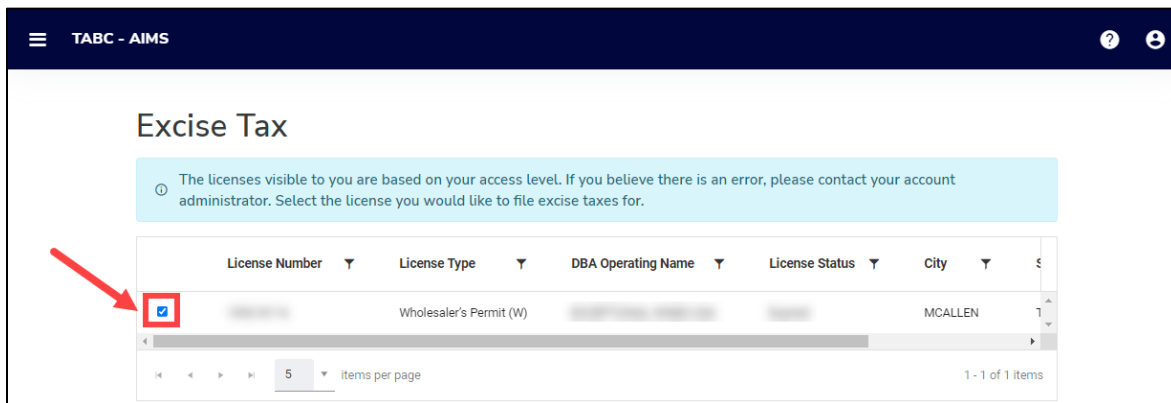 TABC - AIMS
Excise Tax
The licenses visible to you are based on your access level. If you believe there is an error, please contact your account
administrator. Select the license you would like to file excise taxes for.
License Number License Type DBA Operating Name License Status City
Wholesaler's Permit (W) MCALLEN
5 items per page 1 - 1 of 1 items